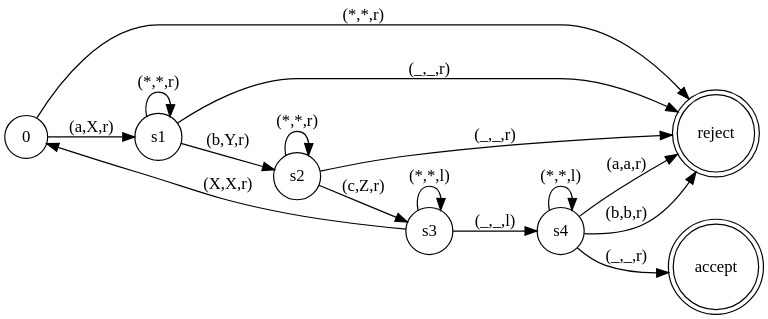 (*,*,r)
(_,_,r)
(*,*,r)
(a,X,r)
0
s1
(b,Y,r)
(*,*,r)
(_,_,r)
reject
s2
(X,X,r)
(c,Z,r)
(*,*,l)
(*,*,l)
(a,a,r)
(b,b,r)
s3
(_,_,l)
s4
(_,_,r)
accept